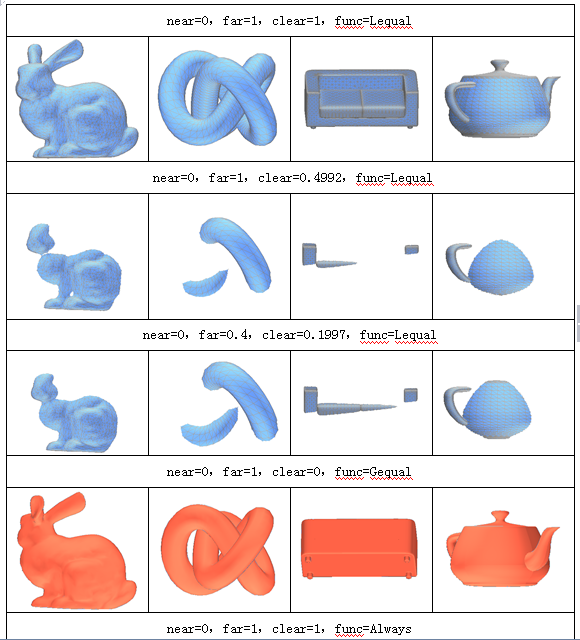 near=0, far=1, clear=1, func=Lequal
near=0, far=1, clear=0.4992, func=Lequal
near=0, far=0.4, clear=0.1997, func=Lequal
near=0, far=1, clear=0, func=Gequal
near=0, far=1, clear=1, func=Always